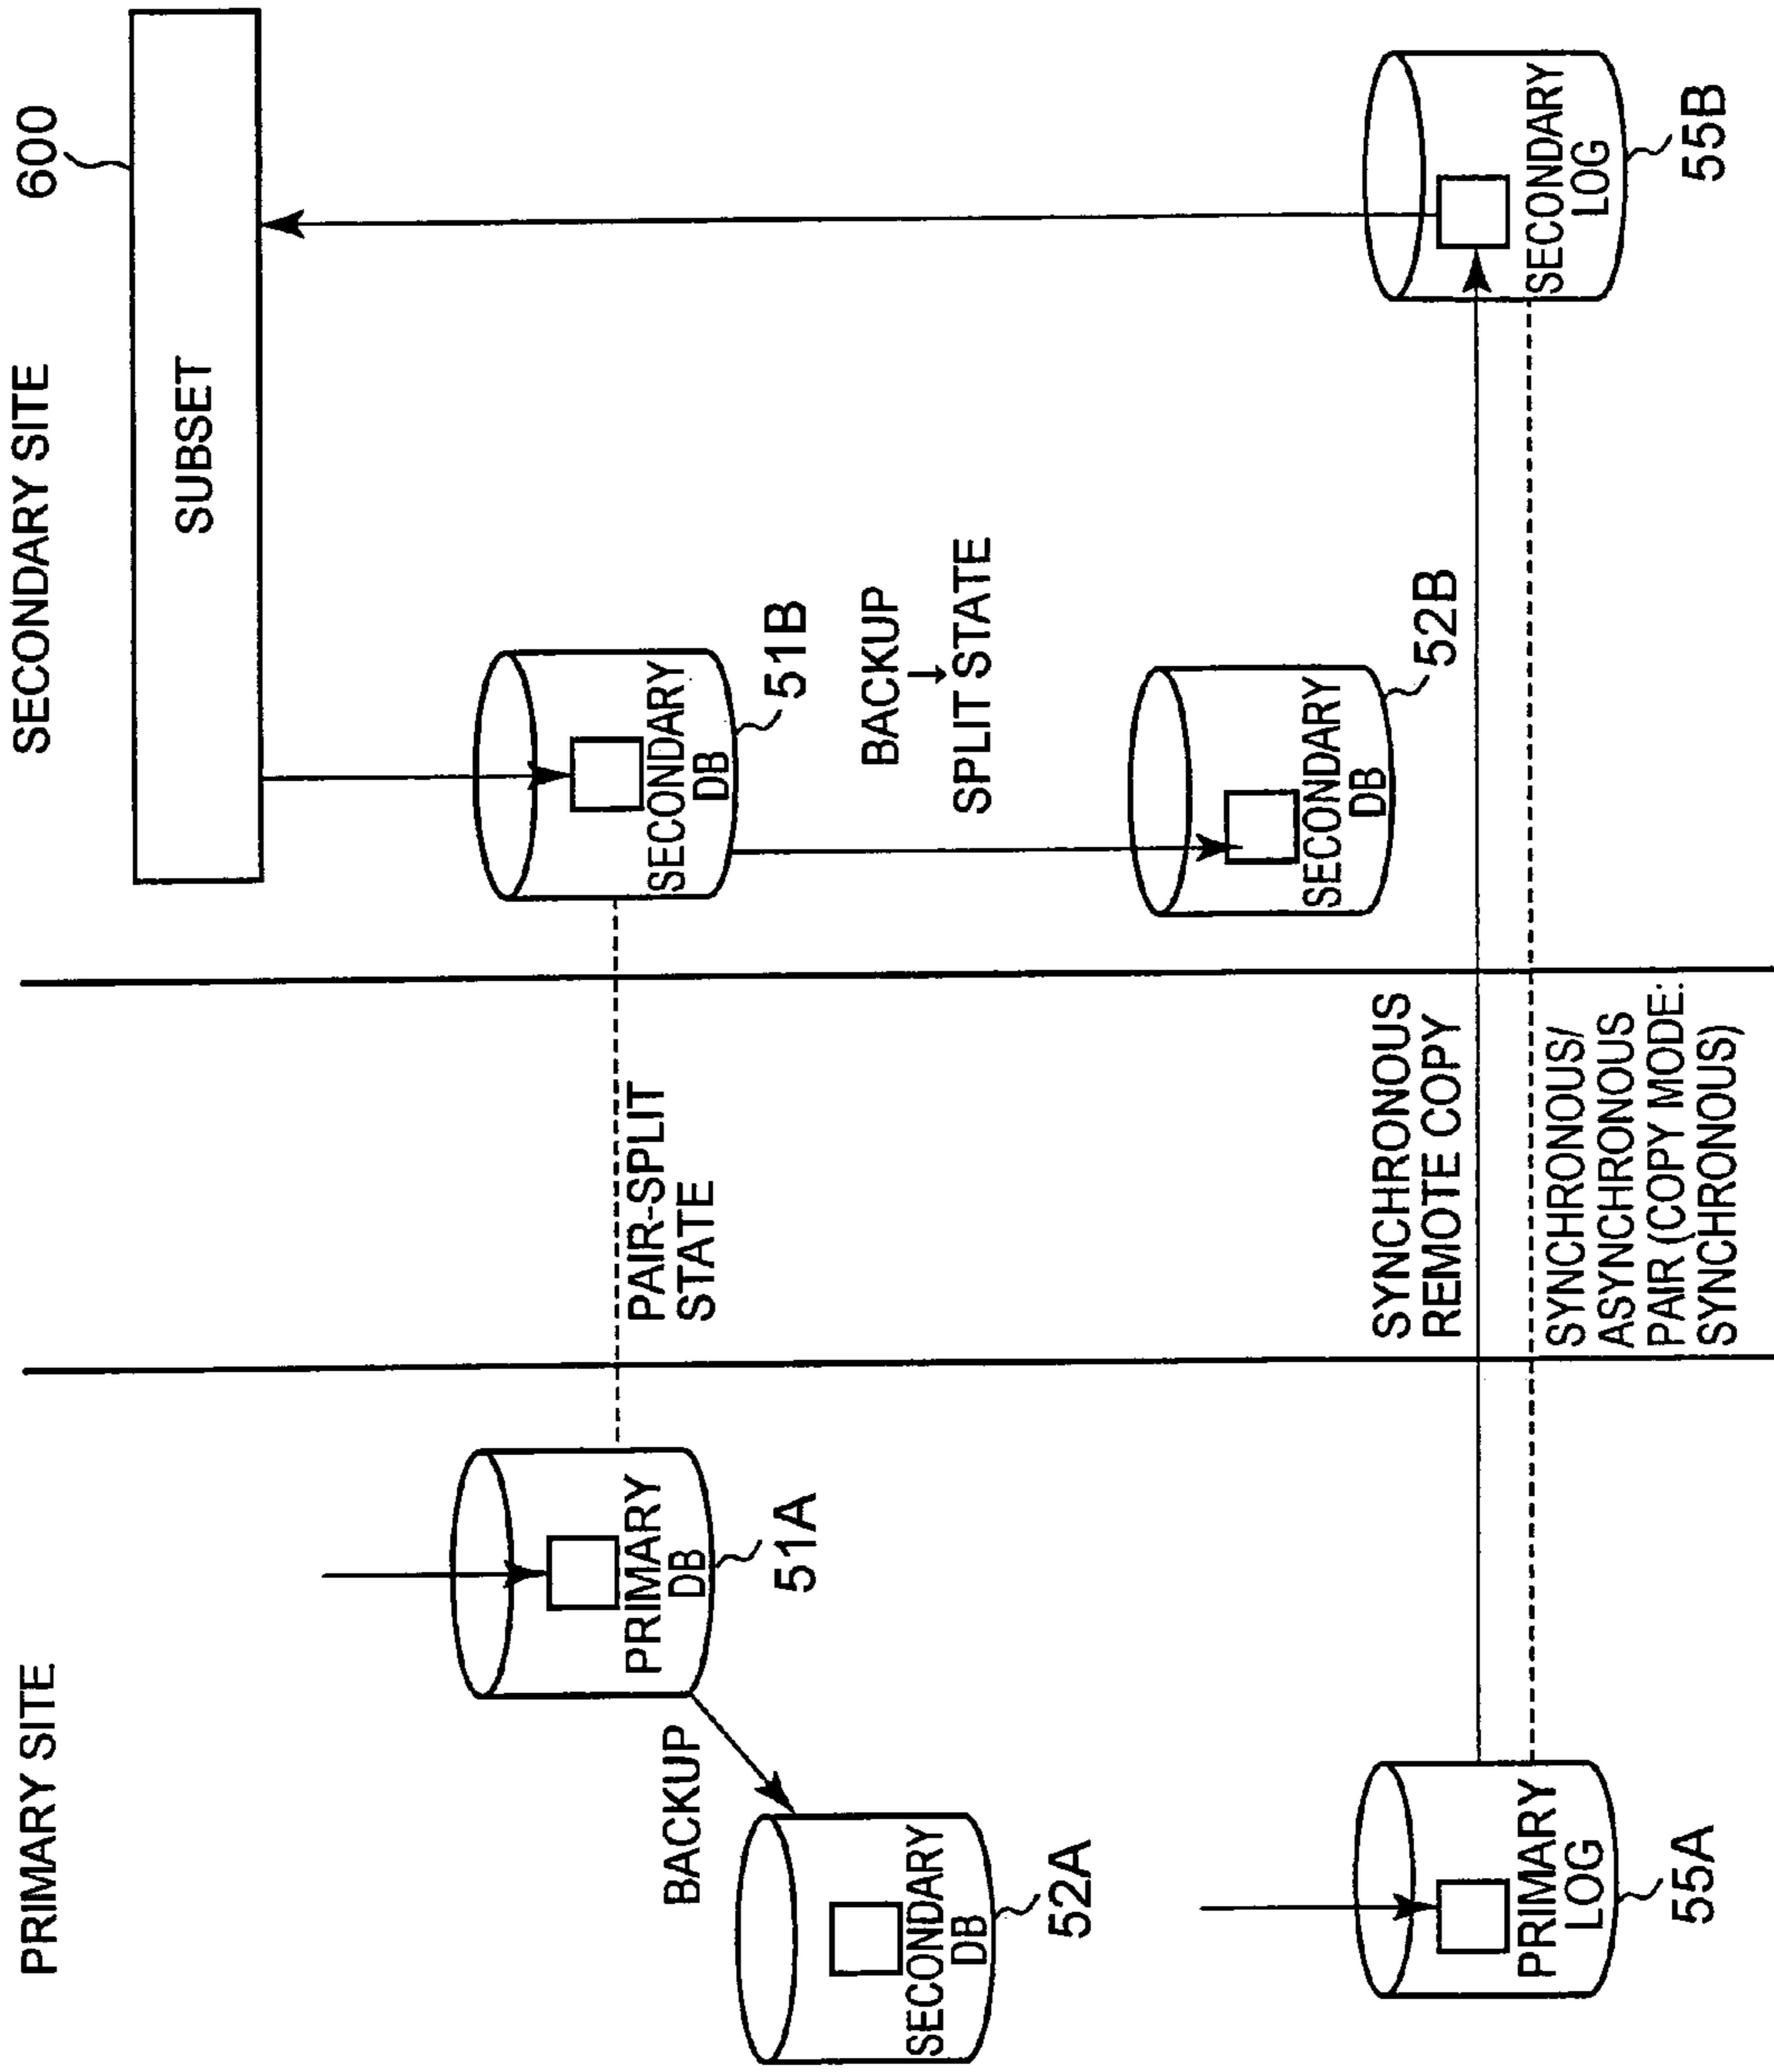 PRIMARY SITE
SECONDARY SITE
600
SUBSET
PRIMARY
DB
51A
BACKUP
SECONDARY
DB
52A
PAIR-SPLIT
STATE
SECONDARY
DB
51B
BACKUP
↓
SPLIT STATE
SECONDARY
DB
52B
PRIMARY
LOG
55A
SYNCHRONOUS
REMOTE COPY
SYNCHRONOUS/
ASYNCHRONOUS
PAIR (COPY MODE:
SYNCHRONOUS)
SECONDARY
LOG
55B